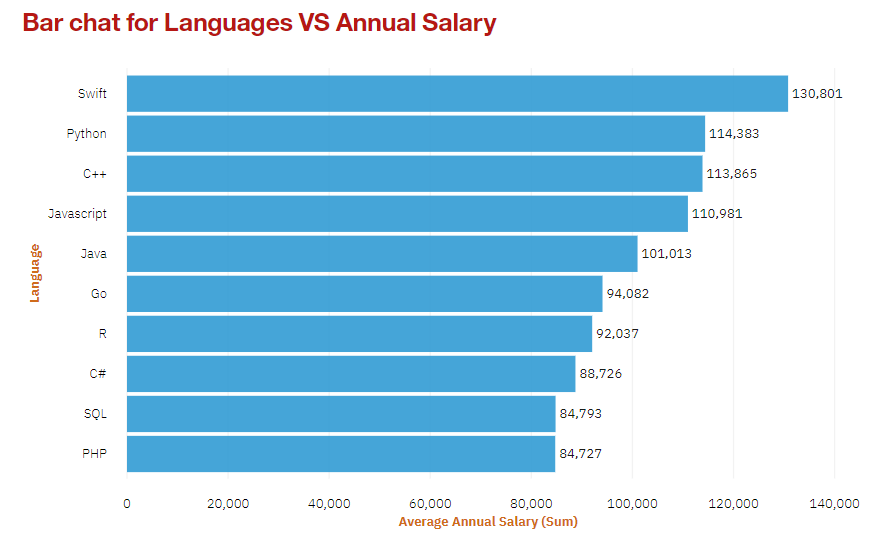 Bar chat for Languages VS Annual Salary
Swift 130,801
Python 114,383
C++ 113,865
Javascript 110,981
Java 101,013
Go 94,082
R 92,037
C# 88,726
SQL 84,793
PHP 84,727
Language
0 20,000 40,000 60,000 80,000 100,000 120,000 140,000
Average Annual Salary (Sum)